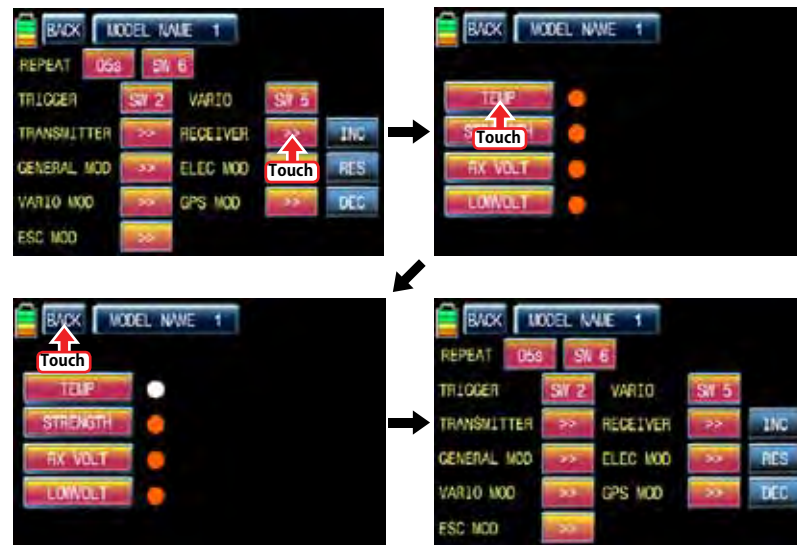 BACK MODEL NAME 1
REPEAT 05s SW 6
TRIGGER SW 2 VARIO SW 5
TRANSMITTER >> RECEIVER >> INC
GENERAL MOD >> ELEC MOD Touch RES
VARIO MOD >> GPS MOD >> DEC
ESC MOD >>
BACK MODEL NAME 1
TEMP
Touch
RX VOLT
LOWVOLT
BACK MODEL NAME 1
Touch
TEMP
STRENGTH
RX VOLT
LOWVOLT
BACK MODEL NAME 1
REPEAT 05s SW 6
TRIGGER SW 2 VARIO SW 5
TRANSMITTER >> RECEIVER >> INC
GENERAL MOD >> ELEC MOD >> RES
VARIO MOD >> GPS MOD >> DEC
ESC MOD >>